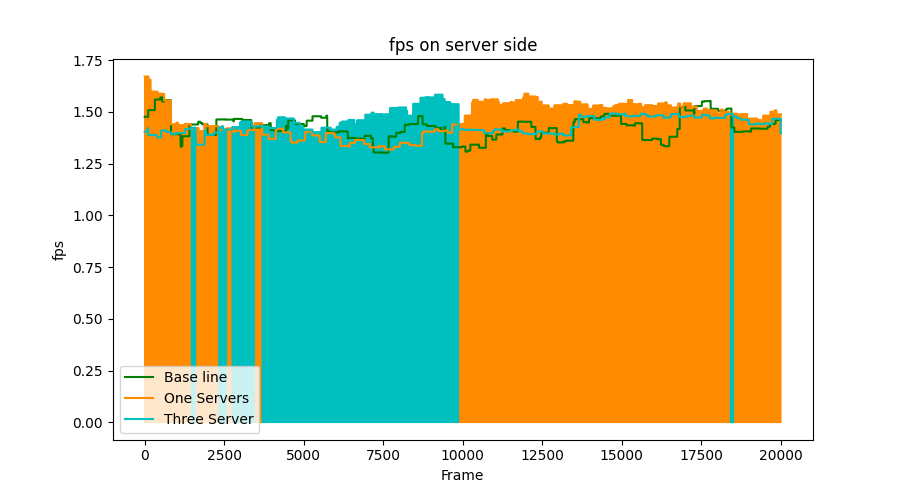 fps on server side
1.75
1.50
1.25
1.00
0.75
0.50
0.25
0.00
fps
Base line
One Servers
Three Server
0 2500 5000 7500 10000 12500 15000 17500 20000
Frame